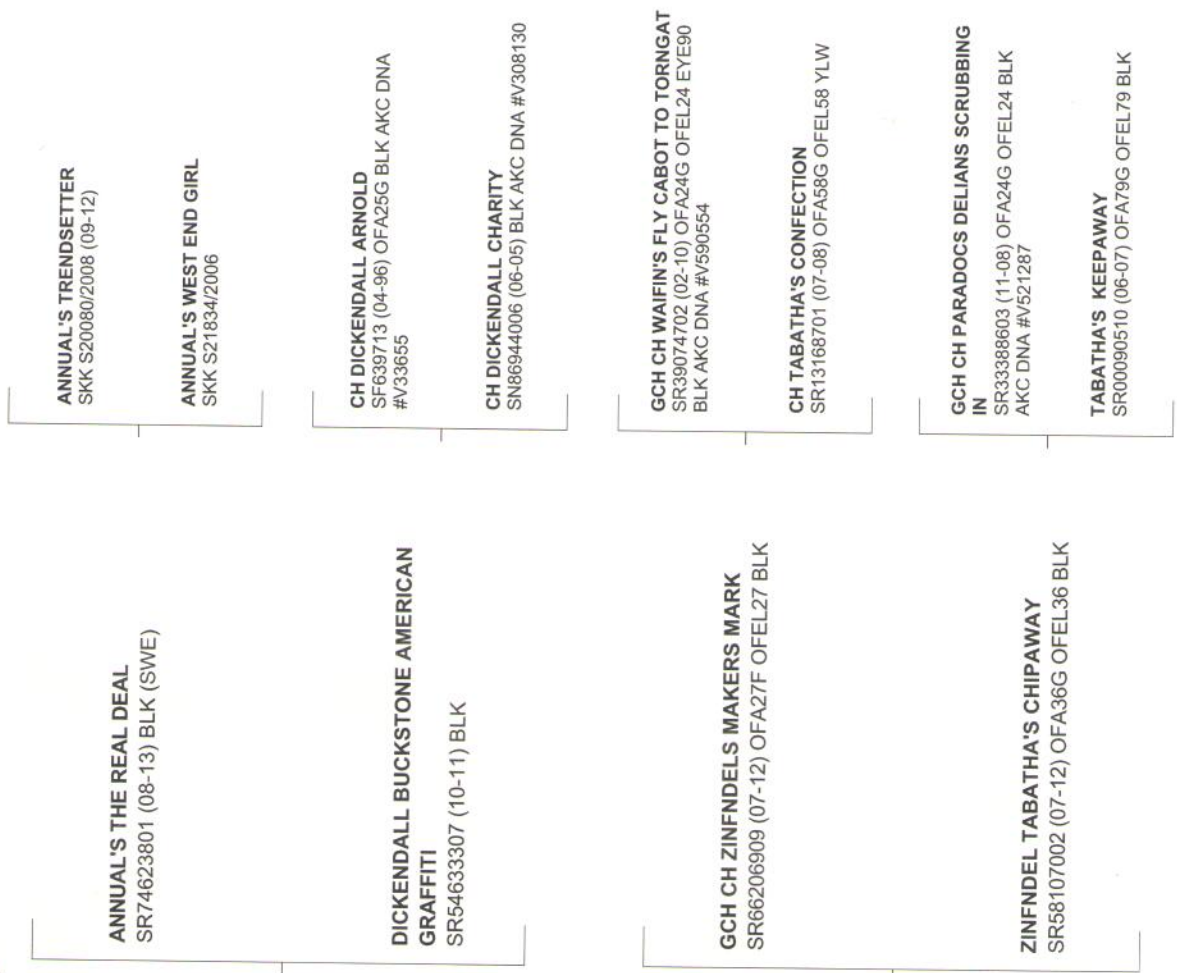 ANNUAL'S THE REAL DEAL
SR74623801 (08-13) BLK (SWE)
DICKENDALL BUCKSTONE AMERICAN
GRAFFITI
SR54633307 (10-11) BLK
GCH CH ZINFNDELS MAKERS MARK
SR66206909 (07-12) OFA27F OFEL27 BLK
ZINFNDEL TABATHA'S CHIPAWAY
SR58107002 (07-12) OFA36G OFEL36 BLK
ANNUAL'S TRENDSETTER
SKK S20080/2008 (09-12)
ANNUAL'S WEST END GIRL
SKK S21834/2006
CH DICKENDALL ARNOLD
SF639713 (04-96) OFA25G BLK AKC DNA
#V33655
CH DICKENDALL CHARITY
SN86944006 (06-05) BLK AKC DNA #V308130
GCH CH WAIFIN'S FLY CABOT TO TORNGAT
SR39074702 (02-10) OFA24G OFEL24 EYE90
BLK AKC DNA #V590554
CH TABATHA'S CONFECTION
SR13168701 (07-08) OFA58G OFEL58 YLW
GCH CH PARADOCS DELIANS SCRUBBING
IN
SR33388603 (11-08) OFA24G OFEL24 BLK
AKC DNA #V521287
TABATHA'S KEEPAWAY
SR00090510 (06-07) OFA79G OFEL79 BLK